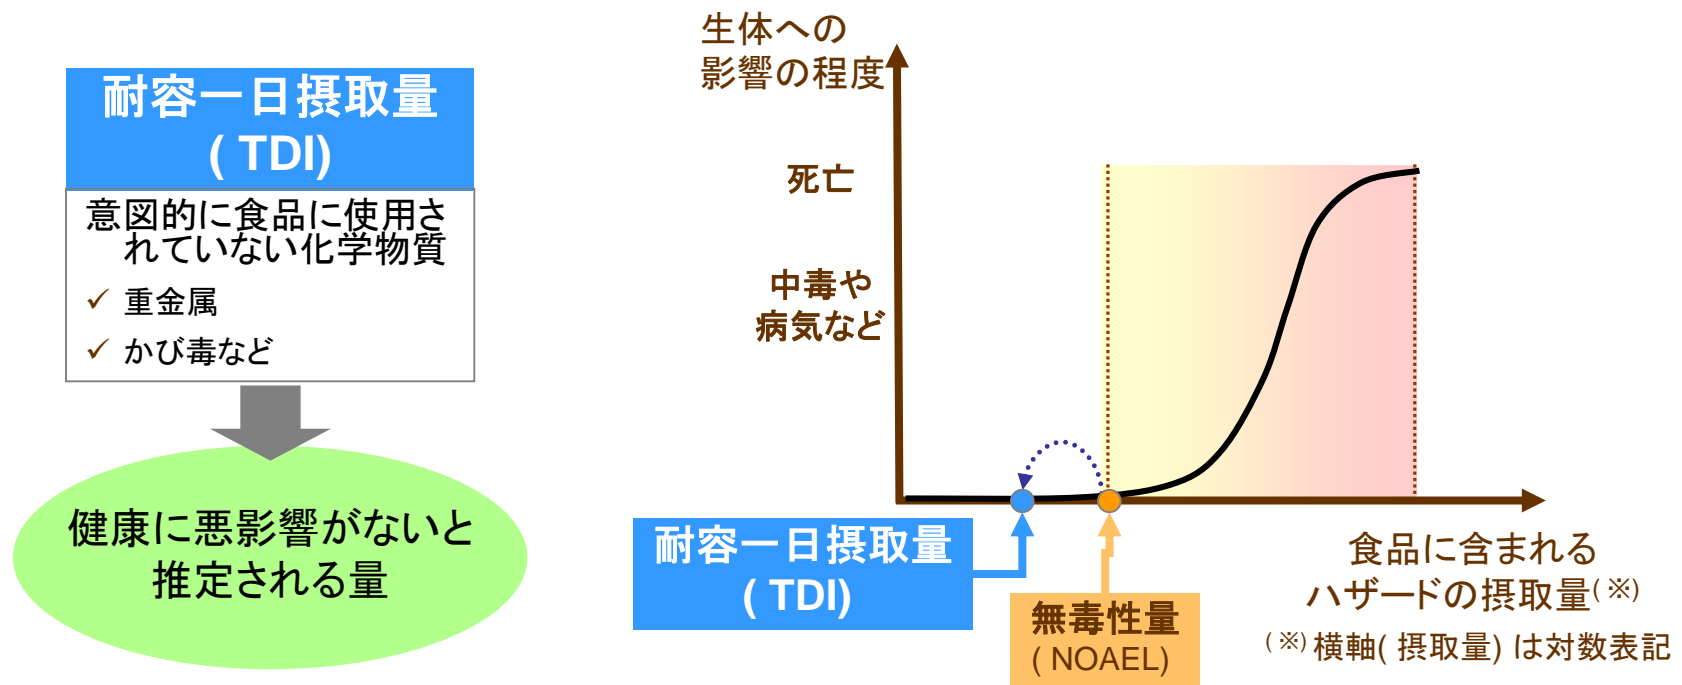 耐容一日摂取量
( TDI)
意図的に食品に使用さ
れていない化学物質
✓ 重金属
✓ かび毒など
健康に悪影響がないと
推定される量
生体への
影響の程度
死亡
中毒や
病気など
耐容一日摂取量
( TDI)
無毒性量
( NOAEL)
食品に含まれる
ハザードの摂取量(※)
(※) 横軸( 摂取量) は対数表記